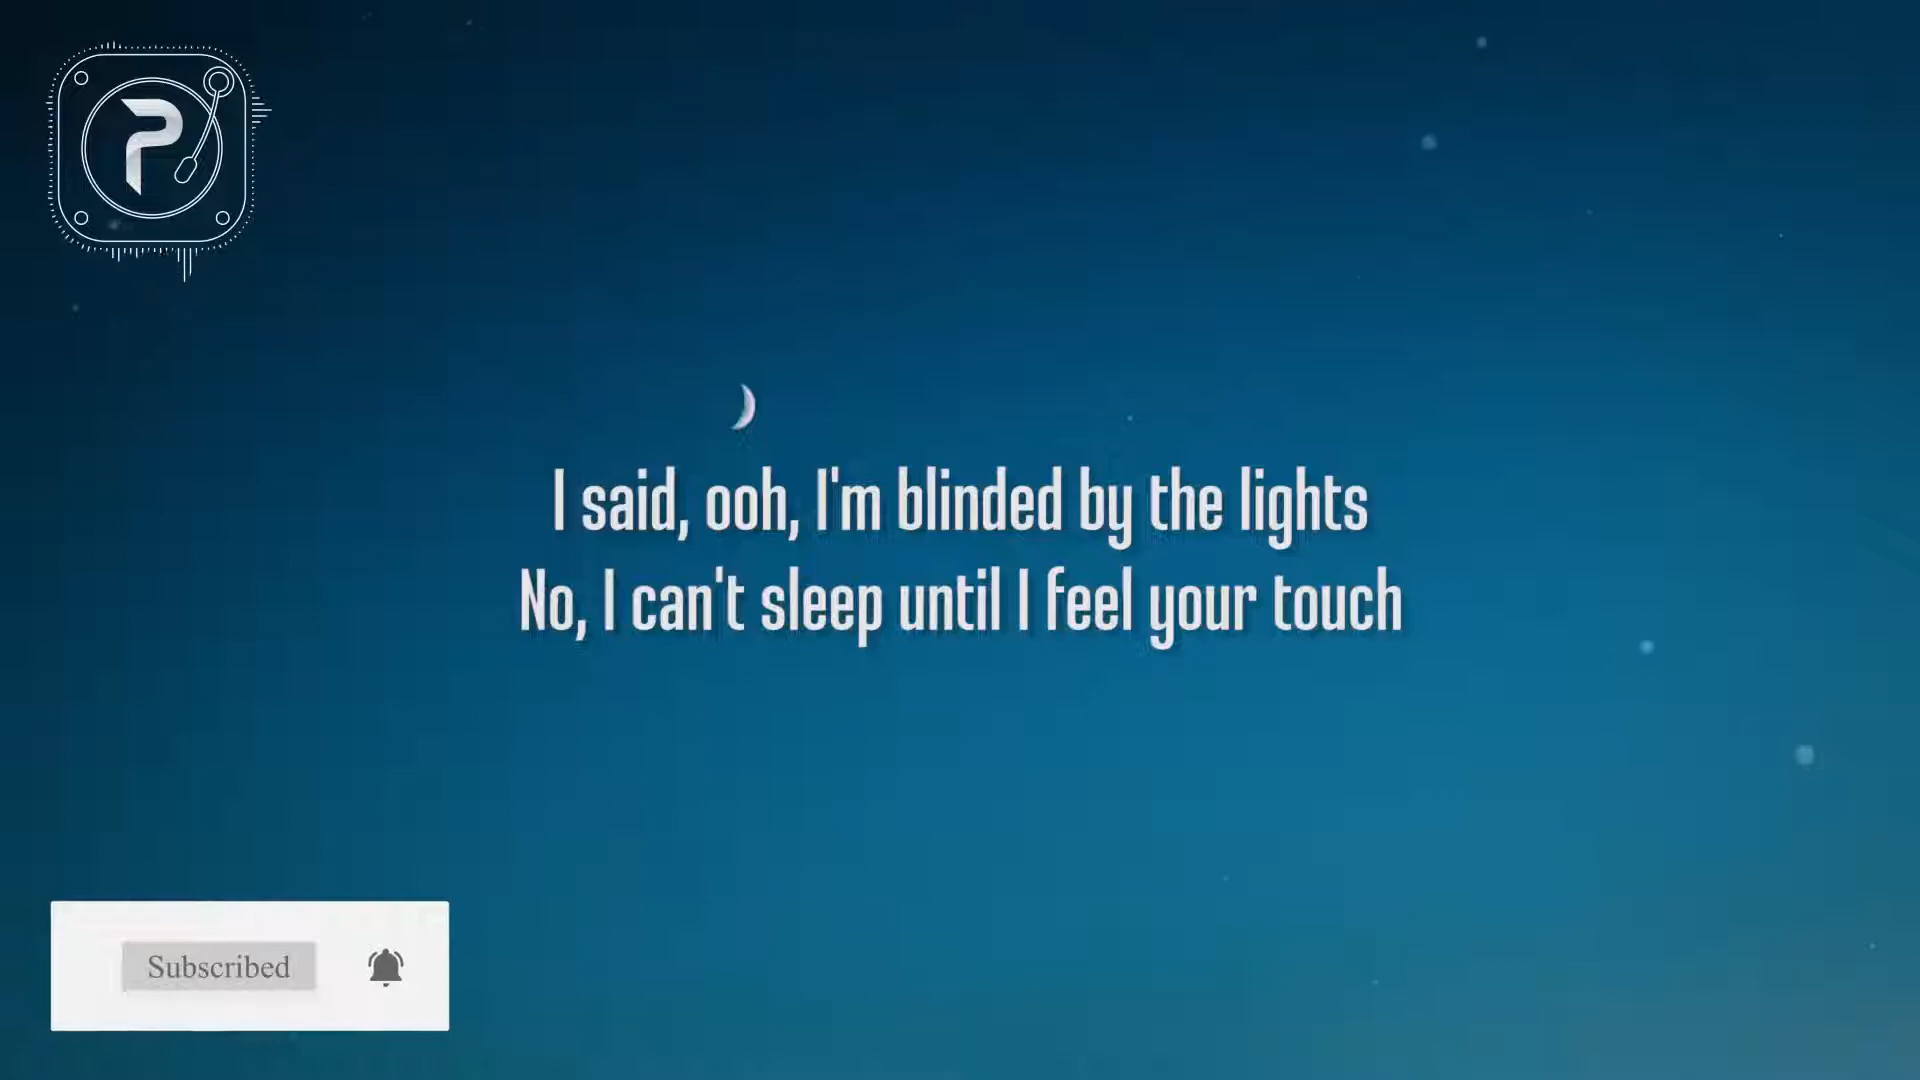 P
I said, ooh, I'm blinded by the lights
No, I can't sleep until I feel your touch
Subscribed